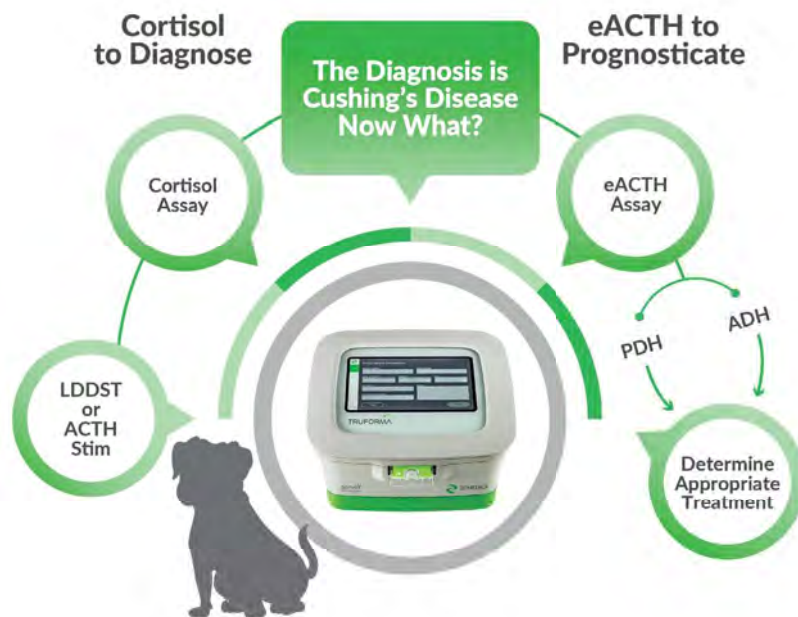 Cortisol
to Diagnose
The Diagnosis is
Cushing's Disease
Now What?
eACTH to
Prognosticate
Cortisol
Assay
eACTH
Assay
LDDST
or
ACTH
Stim
PDH
ADH
Determine
Appropriate
Treatment
TRUFORMA
ZOMEDICA